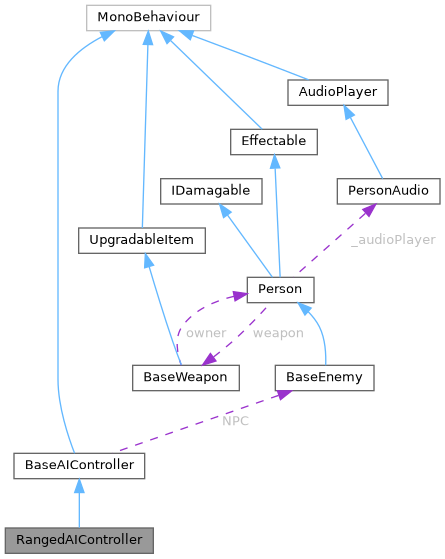 MonoBehaviour
AudioPlayer
Effectable
IDamagable
PersonAudio
UpgradableItem
_audioPlayer
Person
owner
weapon
BaseWeapon
BaseEnemy
NPC
BaseAIController
RangedAIController